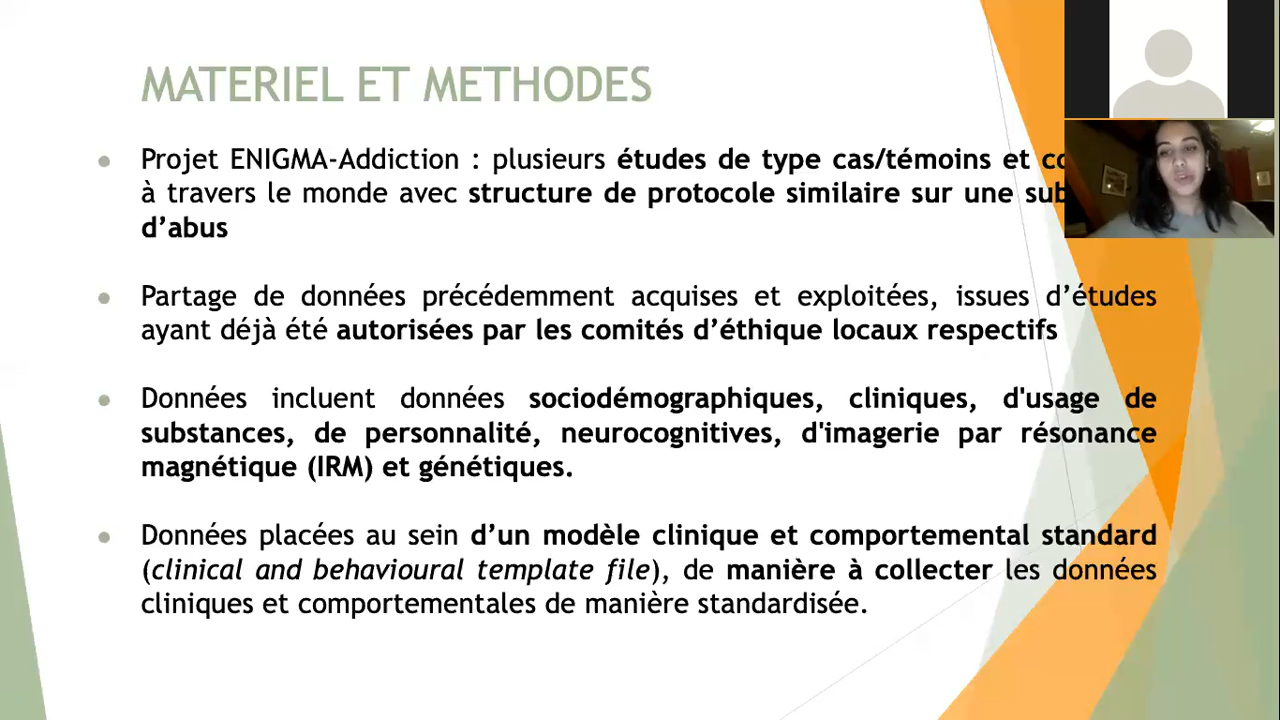 MATERIEL ET METHODES
● Projet ENIGMA-Addiction : plusieurs études de type cas/témoins et
à travers le monde avec structure de protocole similaire sur une
d’abus
● Partage de données précédemment acquises et exploitées, issues d’études
ayant déjà été autorisées par les comités d’éthique locaux respectifs
● Données incluent données sociodémographiques, cliniques, d'usage de
substances, de personnalité, neurocognitives, d'imagerie par résonance
magnétique (IRM) et génétiques.
● Données placées au sein d’un modèle clinique et comportemental standard
(clinical and behavioural template file), de manière à collecter les données
cliniques et comportementales de manière standardisée.